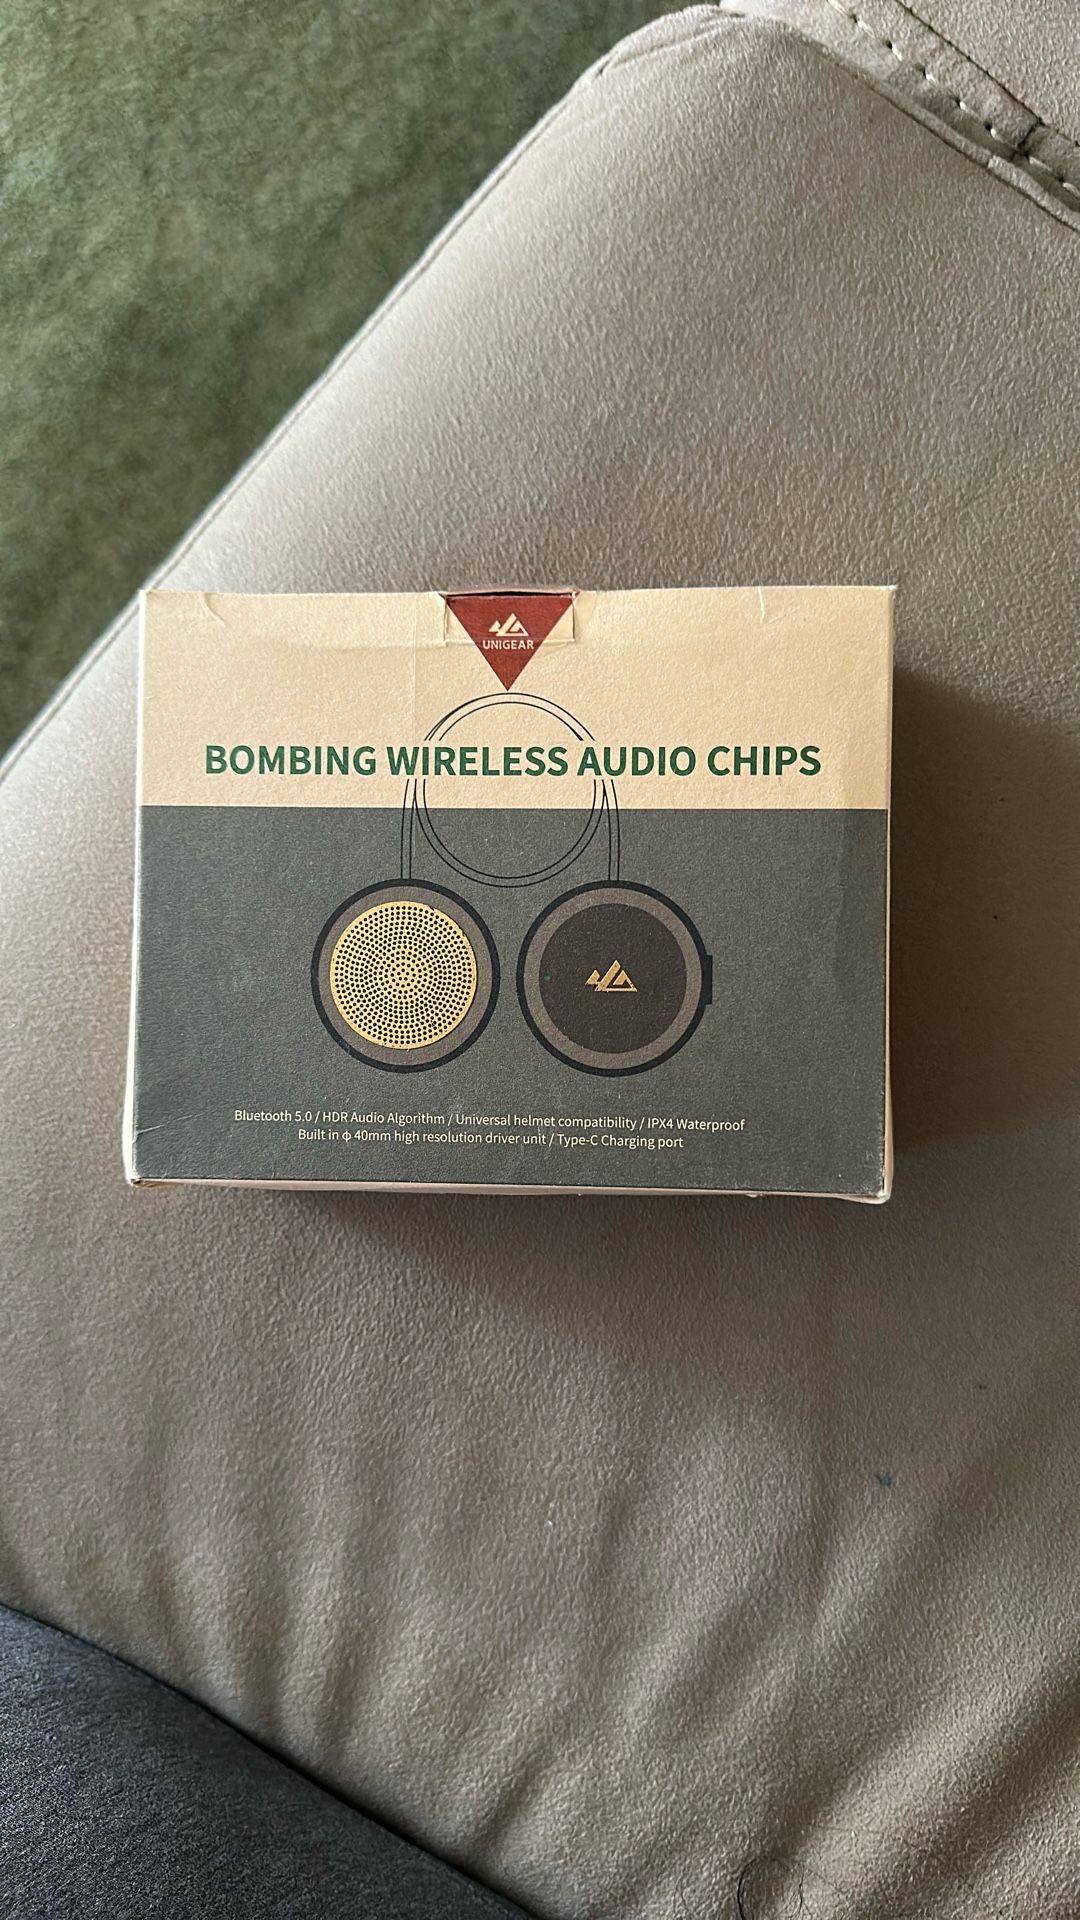 UNIGEAR
BOMBING WIRELESS AUDIO CHIPS
Bluetooth 5.0 / HDR Audio Algorithm / Universal helmet compatibility / IPX4 Waterproof
Built in φ 40mm high resolution driver unit / Type-C Charging port